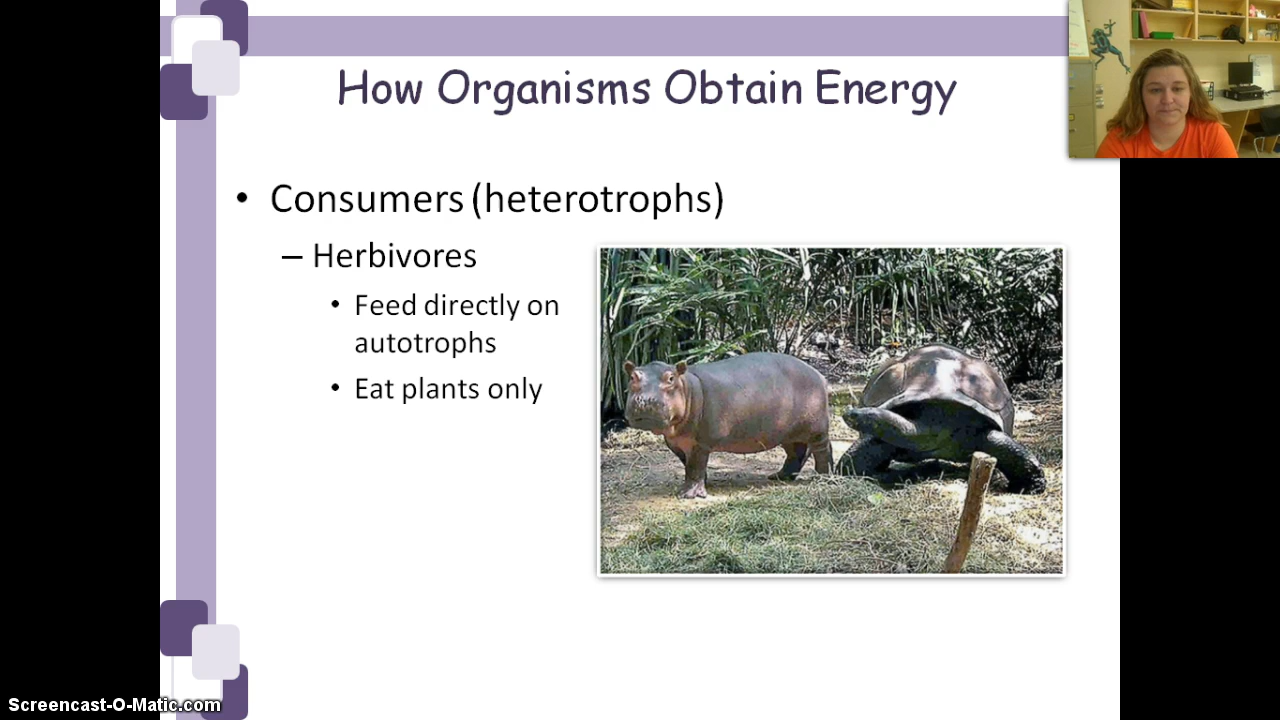 How Organisms Obtain Energy
• Consumers (heterotrophs)
– Herbivores
• Feed directly on
autotrophs
• Eat plants only
Screencast-O-Matic.com